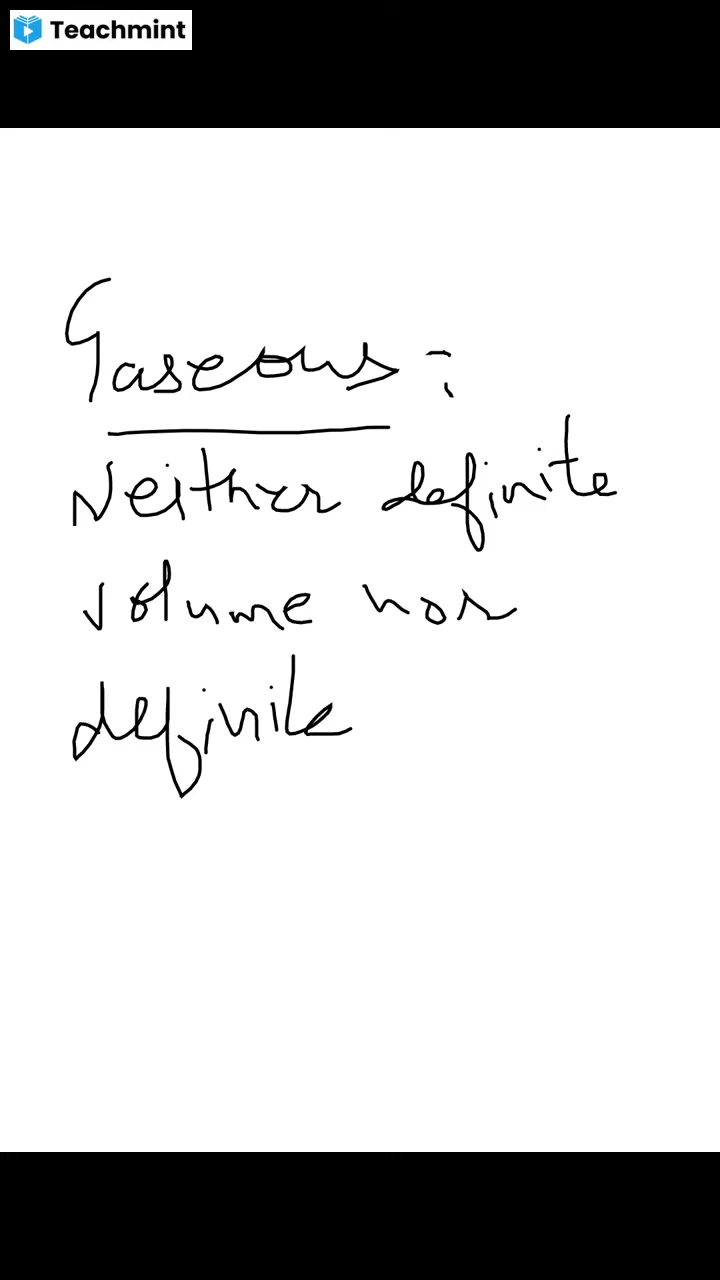 Teachmint
Gaseous :
Neither definite
volume nor
definite